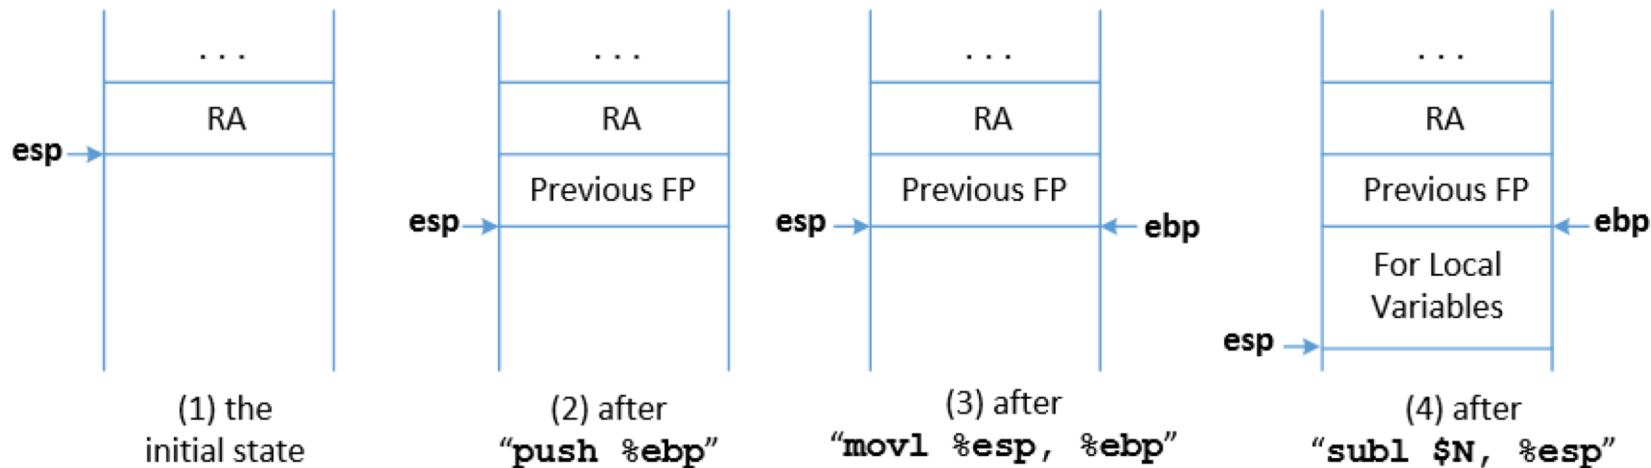 . . .
RA
esp
(1) the
initial state
. . .
RA
Previous FP
esp
(2) after
“push %ebp”
. . .
RA
Previous FP
esp
ebp
(3) after
“movl %esp, %ebp”
. . .
RA
Previous FP
ebp
For Local
Variables
esp
(4) after
“subl $N, %esp”